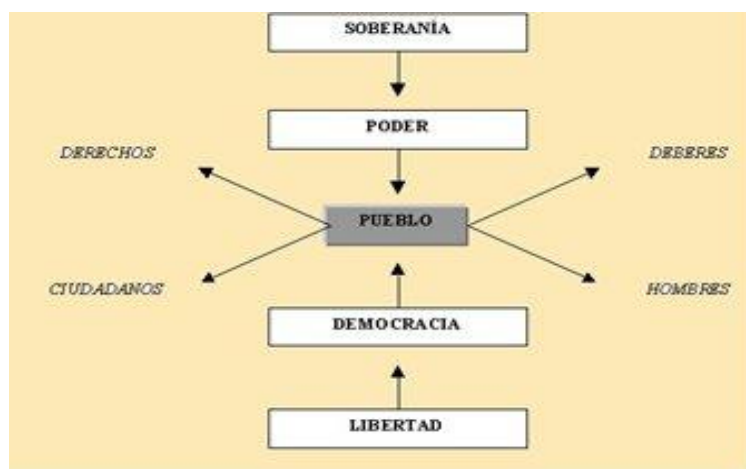 SOBERANÍA
PODER
DERECHOS
DEBERES
PUEBLO
CIUDADANOS
HOMBRES
DEMOCRACIA
LIBERTAD